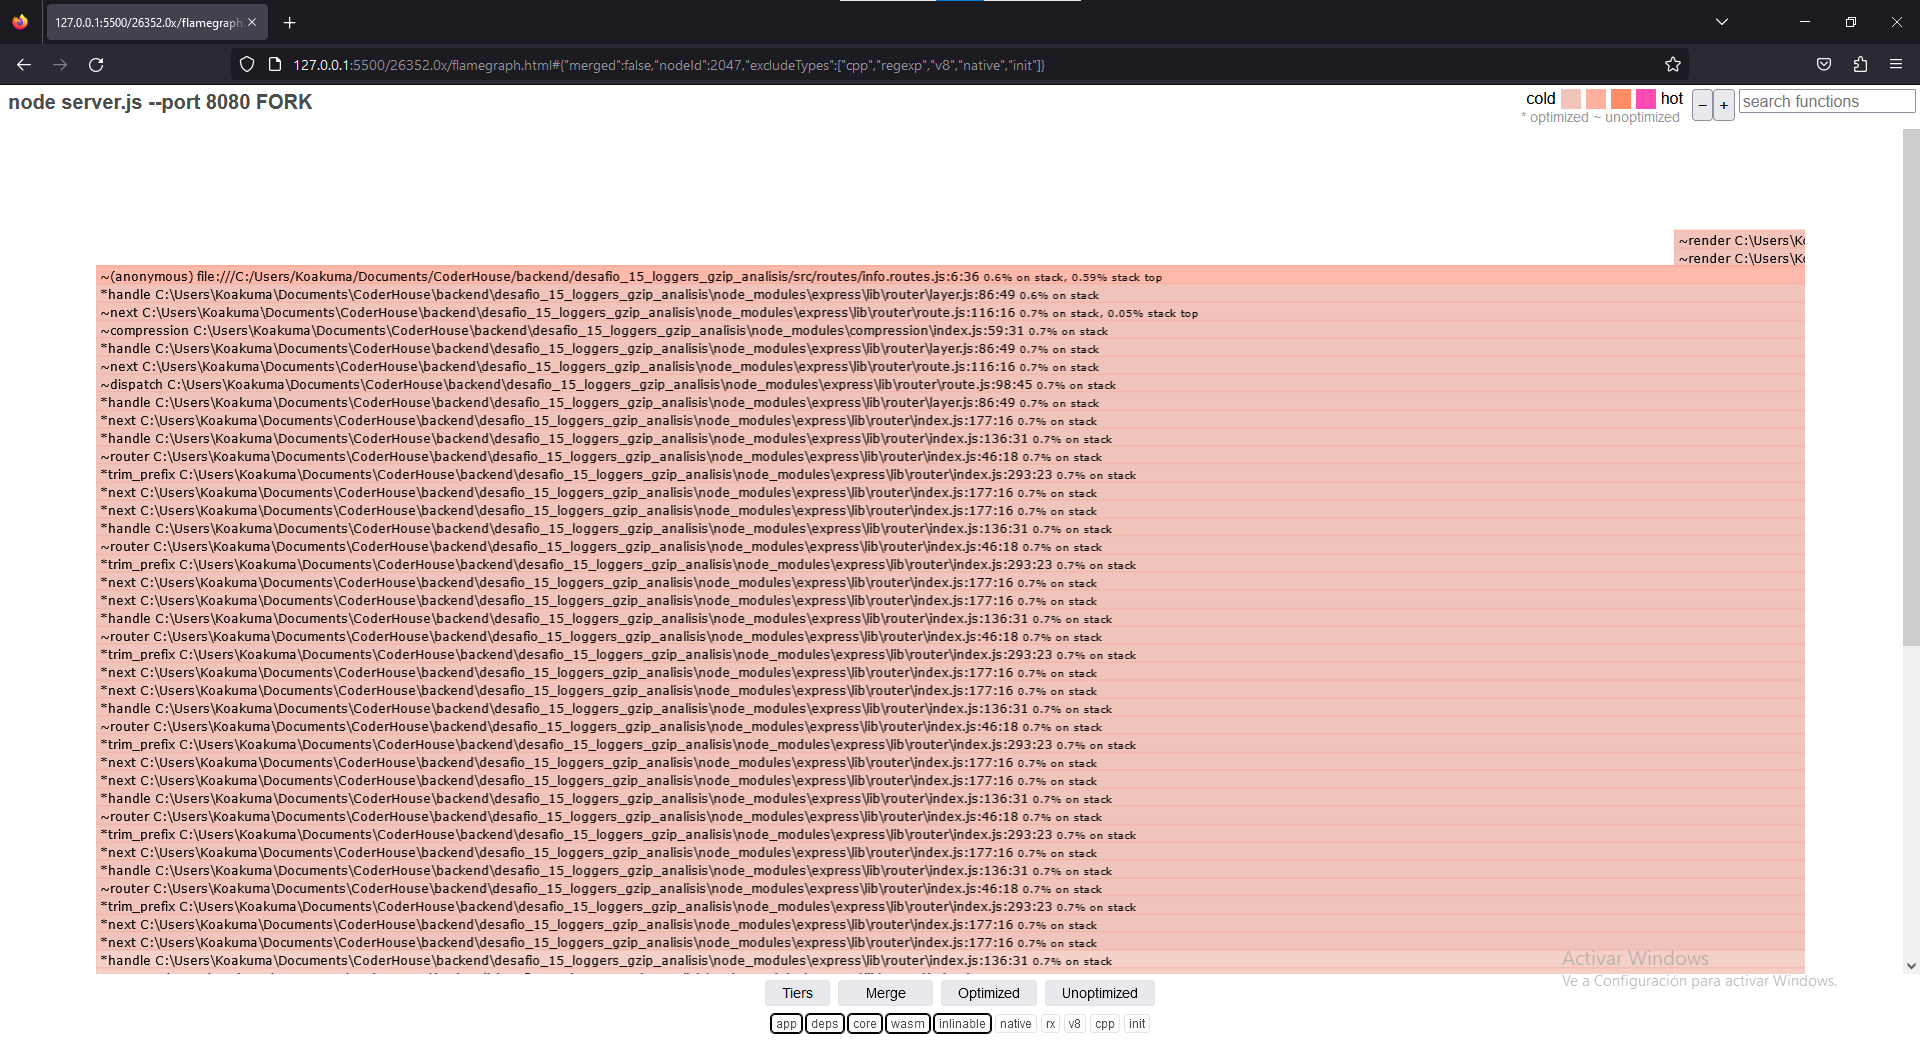 127.0.0.1:5500/26352.0x/flamegraph
127.0.0.1:5500/26352.0x/flamegraph.html#{"merged":false,"nodeId":2047,"excludeTypes":["cpp","regexp","v8","native","init"]}
node server.js --port 8080 FORK
cold hot
* optimized ~ unoptimized
− +
search functions
~render C:\Users\Ko
~render C:\Users\Ko
~(anonymous) file:///C:/Users/Koakuma/Documents/CoderHouse/backend/desafio_15_loggers_gzip_analisis/src/routes/info.routes.js:6:36 0.6% on stack, 0.59% stack top
*handle C:\Users\Koakuma\Documents\CoderHouse\backend\desafio_15_loggers_gzip_analisis\node_modules\express\lib\router\layer.js:86:49 0.6% on stack
~next C:\Users\Koakuma\Documents\CoderHouse\backend\desafio_15_loggers_gzip_analisis\node_modules\express\lib\router\route.js:116:16 0.7% on stack, 0.05% stack top
~compression C:\Users\Koakuma\Documents\CoderHouse\backend\desafio_15_loggers_gzip_analisis\node_modules\compression\index.js:59:31 0.7% on stack
*handle C:\Users\Koakuma\Documents\CoderHouse\backend\desafio_15_loggers_gzip_analisis\node_modules\express\lib\router\layer.js:86:49 0.7% on stack
~next C:\Users\Koakuma\Documents\CoderHouse\backend\desafio_15_loggers_gzip_analisis\node_modules\express\lib\router\route.js:116:16 0.7% on stack
~dispatch C:\Users\Koakuma\Documents\CoderHouse\backend\desafio_15_loggers_gzip_analisis\node_modules\express\lib\router\route.js:98:45 0.7% on stack
*handle C:\Users\Koakuma\Documents\CoderHouse\backend\desafio_15_loggers_gzip_analisis\node_modules\express\lib\router\layer.js:86:49 0.7% on stack
*next C:\Users\Koakuma\Documents\CoderHouse\backend\desafio_15_loggers_gzip_analisis\node_modules\express\lib\router\index.js:177:16 0.7% on stack
*handle C:\Users\Koakuma\Documents\CoderHouse\backend\desafio_15_loggers_gzip_analisis\node_modules\express\lib\router\index.js:136:31 0.7% on stack
~router C:\Users\Koakuma\Documents\CoderHouse\backend\desafio_15_loggers_gzip_analisis\node_modules\express\lib\router\index.js:46:18 0.7% on stack
*trim_prefix C:\Users\Koakuma\Documents\CoderHouse\backend\desafio_15_loggers_gzip_analisis\node_modules\express\lib\router\index.js:293:23 0.7% on stack
*next C:\Users\Koakuma\Documents\CoderHouse\backend\desafio_15_loggers_gzip_analisis\node_modules\express\lib\router\index.js:177:16 0.7% on stack
*next C:\Users\Koakuma\Documents\CoderHouse\backend\desafio_15_loggers_gzip_analisis\node_modules\express\lib\router\index.js:177:16 0.7% on stack
*handle C:\Users\Koakuma\Documents\CoderHouse\backend\desafio_15_loggers_gzip_analisis\node_modules\express\lib\router\index.js:136:31 0.7% on stack
~router C:\Users\Koakuma\Documents\CoderHouse\backend\desafio_15_loggers_gzip_analisis\node_modules\express\lib\router\index.js:46:18 0.7% on stack
*trim_prefix C:\Users\Koakuma\Documents\CoderHouse\backend\desafio_15_loggers_gzip_analisis\node_modules\express\lib\router\index.js:293:23 0.7% on stack
*next C:\Users\Koakuma\Documents\CoderHouse\backend\desafio_15_loggers_gzip_analisis\node_modules\express\lib\router\index.js:177:16 0.7% on stack
*next C:\Users\Koakuma\Documents\CoderHouse\backend\desafio_15_loggers_gzip_analisis\node_modules\express\lib\router\index.js:177:16 0.7% on stack
*handle C:\Users\Koakuma\Documents\CoderHouse\backend\desafio_15_loggers_gzip_analisis\node_modules\express\lib\router\index.js:136:31 0.7% on stack
~router C:\Users\Koakuma\Documents\CoderHouse\backend\desafio_15_loggers_gzip_analisis\node_modules\express\lib\router\index.js:46:18 0.7% on stack
*trim_prefix C:\Users\Koakuma\Documents\CoderHouse\backend\desafio_15_loggers_gzip_analisis\node_modules\express\lib\router\index.js:293:23 0.7% on stack
*next C:\Users\Koakuma\Documents\CoderHouse\backend\desafio_15_loggers_gzip_analisis\node_modules\express\lib\router\index.js:177:16 0.7% on stack
*next C:\Users\Koakuma\Documents\CoderHouse\backend\desafio_15_loggers_gzip_analisis\node_modules\express\lib\router\index.js:177:16 0.7% on stack
*handle C:\Users\Koakuma\Documents\CoderHouse\backend\desafio_15_loggers_gzip_analisis\node_modules\express\lib\router\index.js:136:31 0.7% on stack
~router C:\Users\Koakuma\Documents\CoderHouse\backend\desafio_15_loggers_gzip_analisis\node_modules\express\lib\router\index.js:46:18 0.7% on stack
*trim_prefix C:\Users\Koakuma\Documents\CoderHouse\backend\desafio_15_loggers_gzip_analisis\node_modules\express\lib\router\index.js:293:23 0.7% on stack
*next C:\Users\Koakuma\Documents\CoderHouse\backend\desafio_15_loggers_gzip_analisis\node_modules\express\lib\router\index.js:177:16 0.7% on stack
*next C:\Users\Koakuma\Documents\CoderHouse\backend\desafio_15_loggers_gzip_analisis\node_modules\express\lib\router\index.js:177:16 0.7% on stack
*handle C:\Users\Koakuma\Documents\CoderHouse\backend\desafio_15_loggers_gzip_analisis\node_modules\express\lib\router\index.js:136:31 0.7% on stack
~router C:\Users\Koakuma\Documents\CoderHouse\backend\desafio_15_loggers_gzip_analisis\node_modules\express\lib\router\index.js:46:18 0.7% on stack
*trim_prefix C:\Users\Koakuma\Documents\CoderHouse\backend\desafio_15_loggers_gzip_analisis\node_modules\express\lib\router\index.js:293:23 0.7% on stack
*next C:\Users\Koakuma\Documents\CoderHouse\backend\desafio_15_loggers_gzip_analisis\node_modules\express\lib\router\index.js:177:16 0.7% on stack
*handle C:\Users\Koakuma\Documents\CoderHouse\backend\desafio_15_loggers_gzip_analisis\node_modules\express\lib\router\index.js:136:31 0.7% on stack
~router C:\Users\Koakuma\Documents\CoderHouse\backend\desafio_15_loggers_gzip_analisis\node_modules\express\lib\router\index.js:46:18 0.7% on stack
*trim_prefix C:\Users\Koakuma\Documents\CoderHouse\backend\desafio_15_loggers_gzip_analisis\node_modules\express\lib\router\index.js:293:23 0.7% on stack
*next C:\Users\Koakuma\Documents\CoderHouse\backend\desafio_15_loggers_gzip_analisis\node_modules\express\lib\router\index.js:177:16 0.7% on stack
*next C:\Users\Koakuma\Documents\CoderHouse\backend\desafio_15_loggers_gzip_analisis\node_modules\express\lib\router\index.js:177:16 0.7% on stack
*handle C:\Users\Koakuma\Documents\CoderHouse\backend\desafio_15_loggers_gzip_analisis\node_modules\express\lib\router\index.js:136:31 0.7% on stack
Activar Windows
Ve a Configuración para activar Windows.
Tiers Merge Optimized Unoptimized
app deps core wasm inlinable native rx v8 cpp init